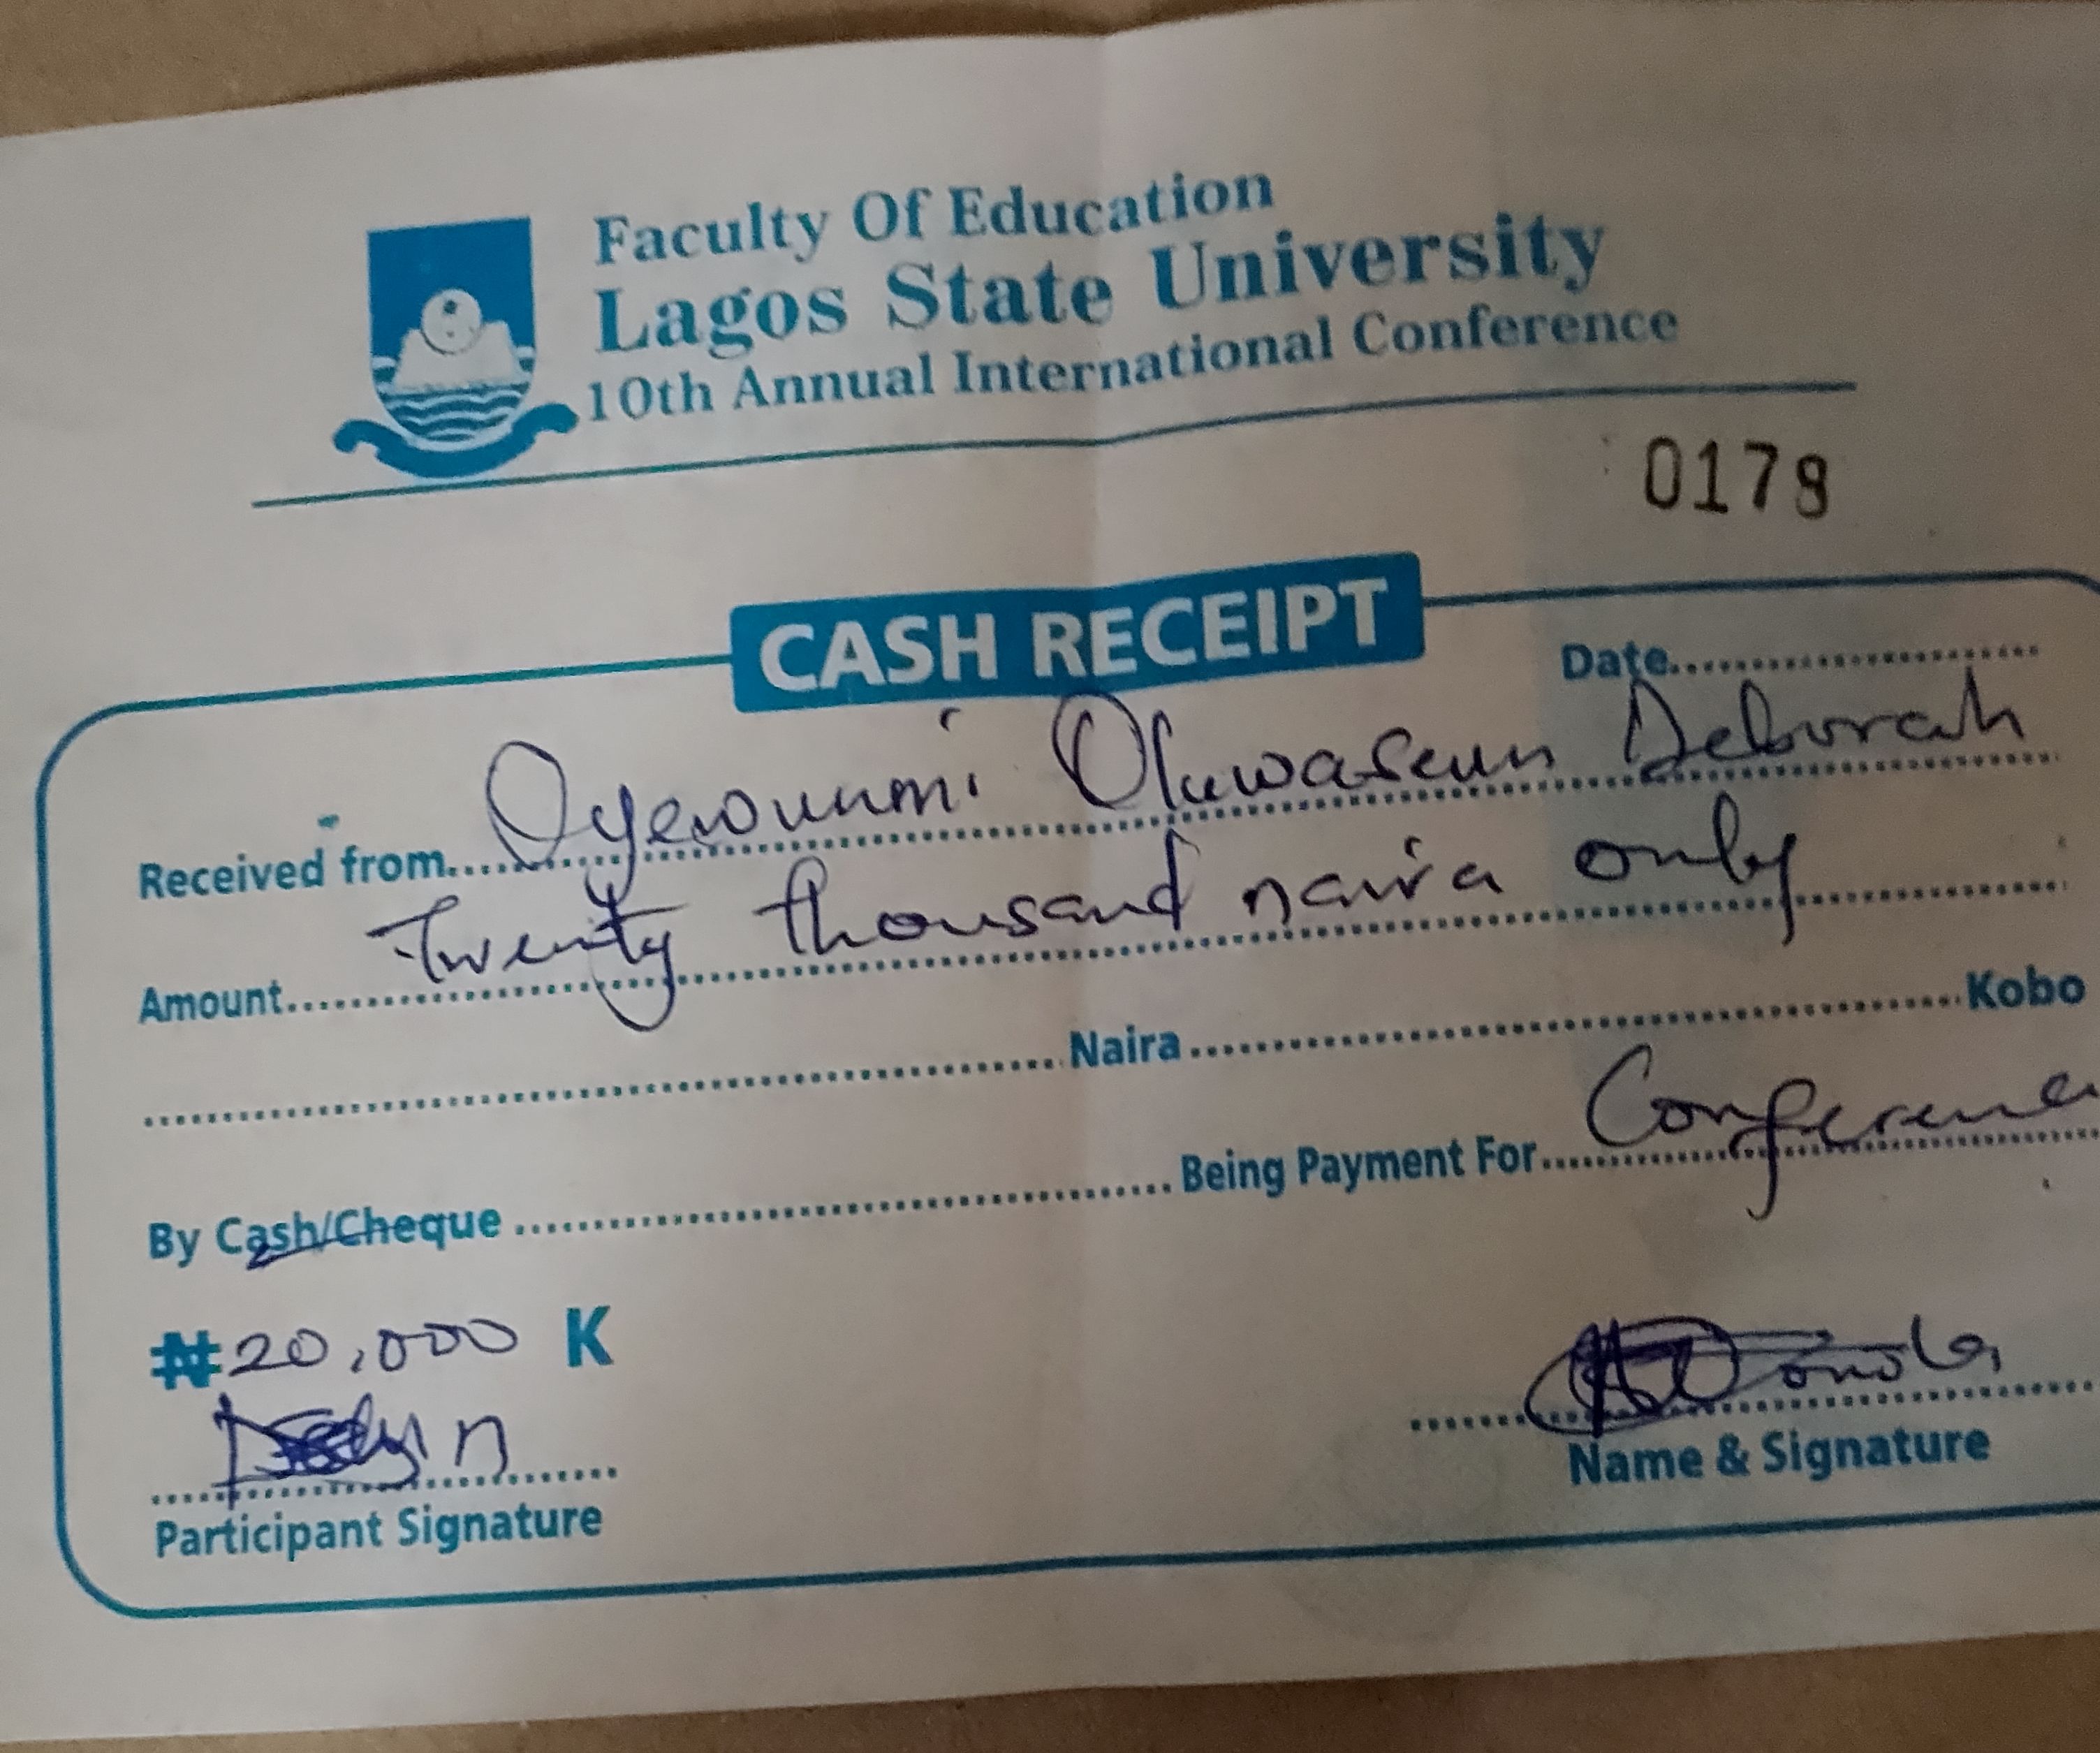 Faculty Of Education
Lagos State University
10th Annual International Conference
0179
CASH RECEIPT
Date....................
Received from.... Oyewunmi Oluwaseun Deborah
Amount.... Twenty thousand naira only
.................... Naira .................... Kobo
By Cash/Cheque .................... Being Payment For.... Conference
₦20,000 K
Participant Signature
Name & Signature